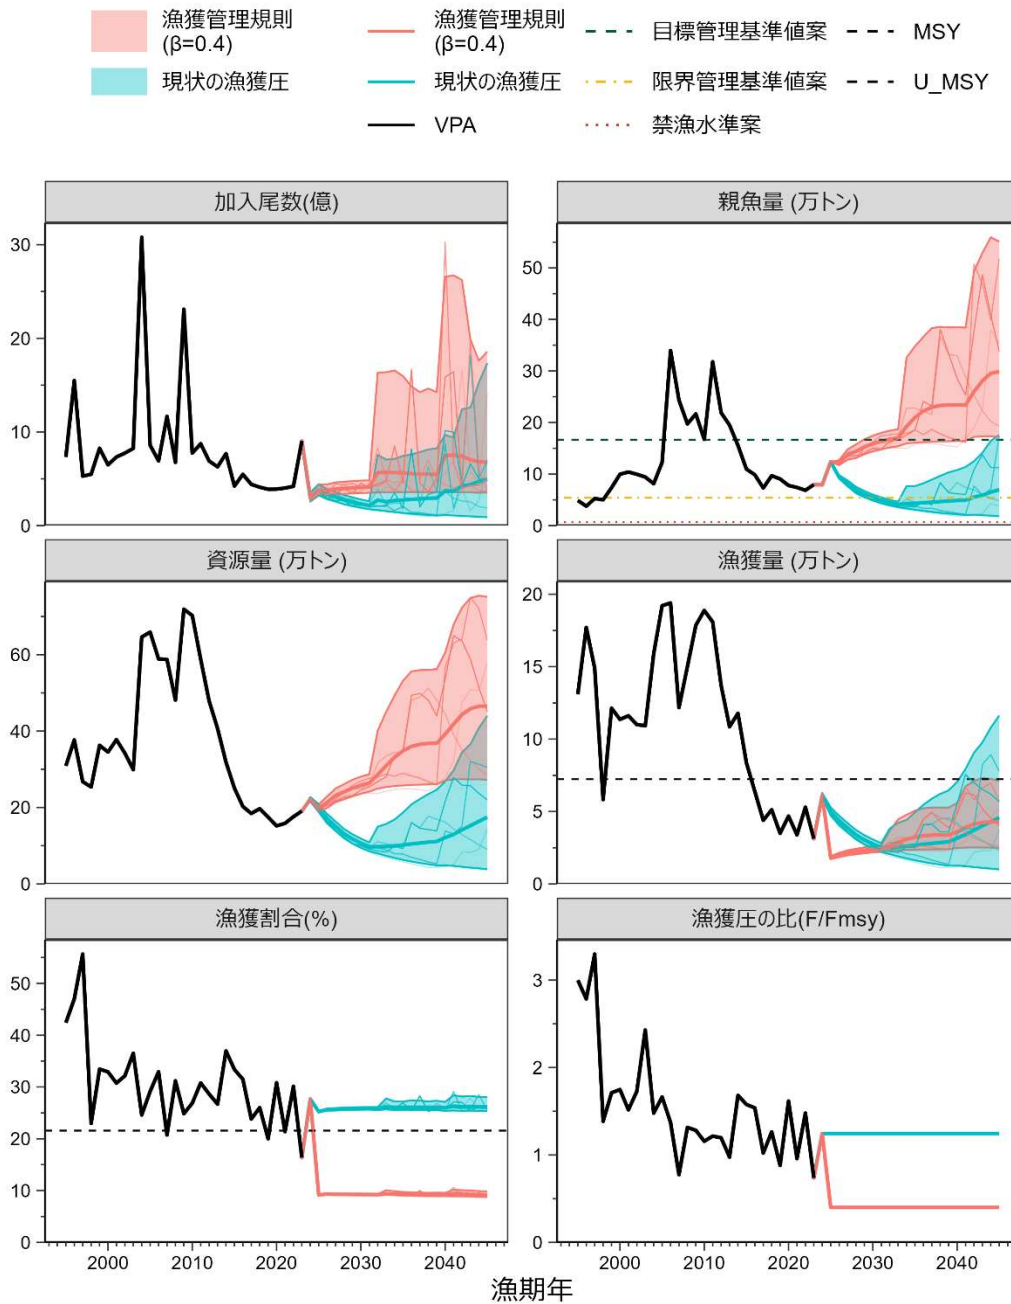 漁獲管理規則
(β=0.4)
漁獲管理規則
(β=0.4)
目標管理基準値案
MSY
現状の漁獲圧
現状の漁獲圧
限界管理基準値案
U_MSY
VPA
禁漁水準案
加入尾数(億)
親魚量 (万トン)
30
20
10
0
50
40
30
20
10
0
資源量 (万トン)
漁獲量 (万トン)
60
40
20
0
20
15
10
5
0
漁獲割合(%)
漁獲圧の比(F/Fmsy)
50
40
30
20
10
0
3
2
1
0
2000 2010 2020 2030 2040
2000 2010 2020 2030 2040
漁期年